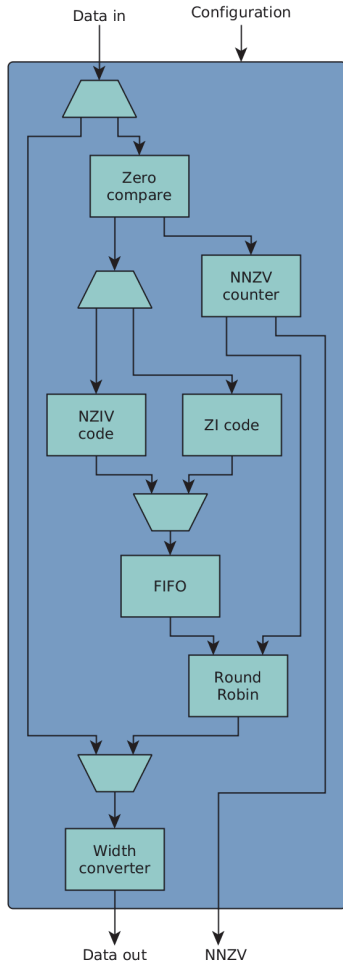 Data in
Configuration
Zero
compare
NNZV
counter
NZIV
code
ZI code
FIFO
Round
Robin
Width
converter
Data out
NNZV